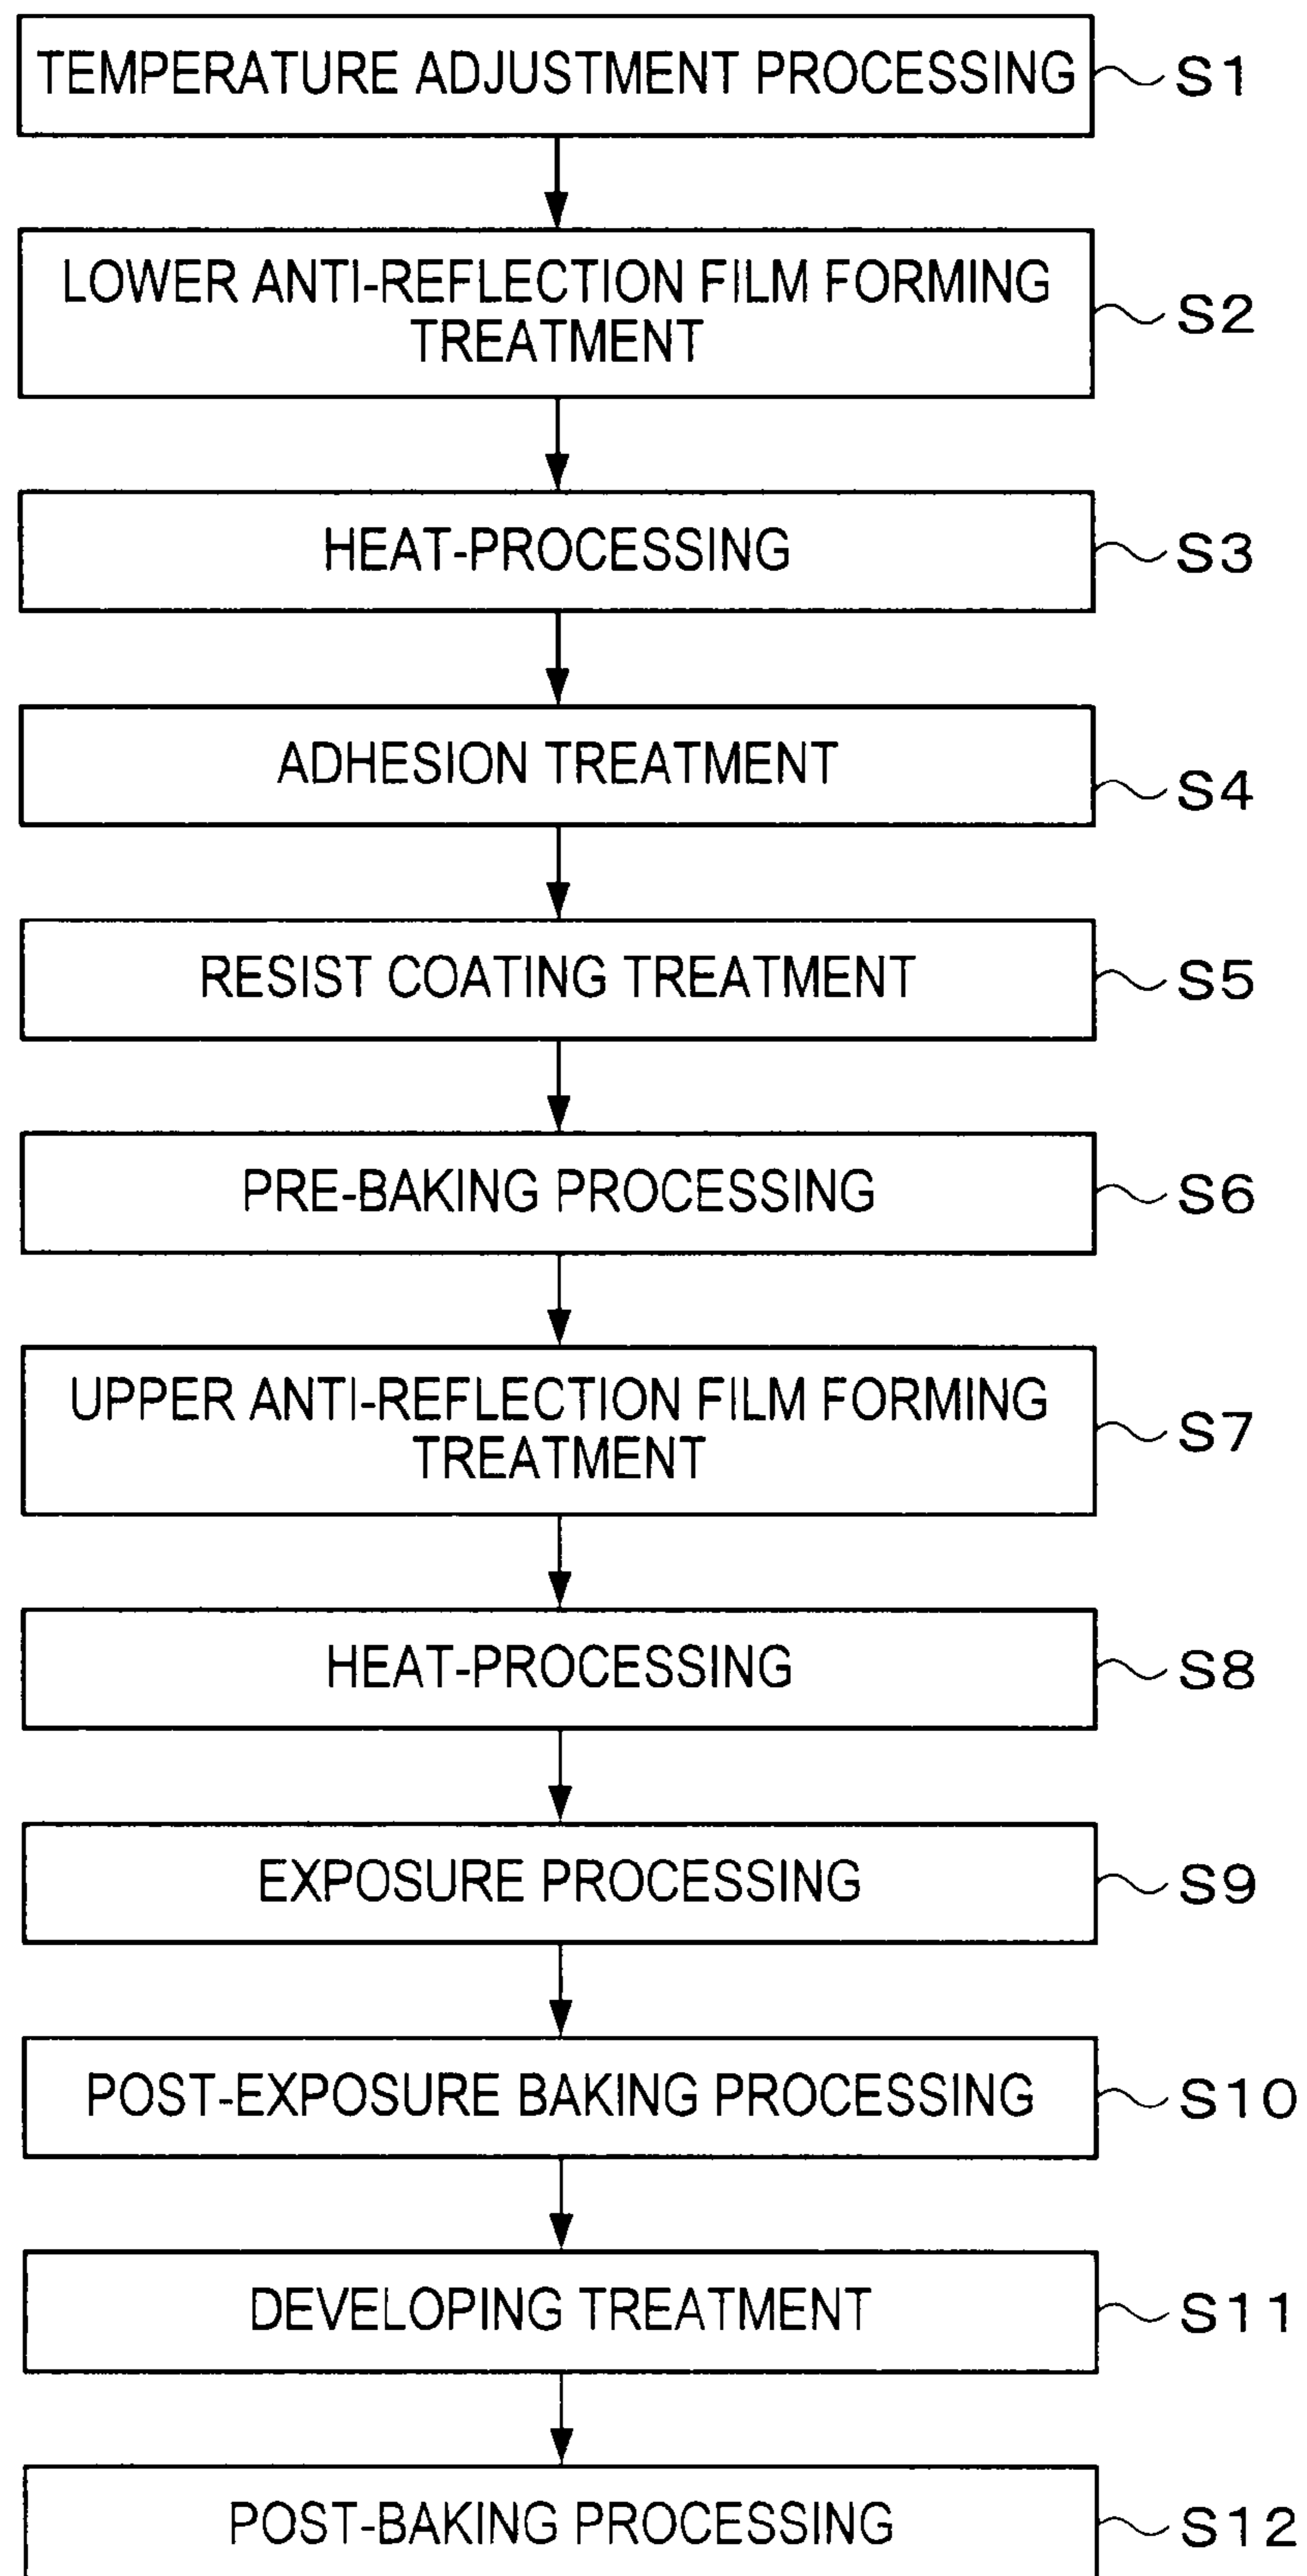 TEMPERATURE ADJUSTMENT PROCESSING S1
LOWER ANTI-REFLECTION FILM FORMING
TREATMENT S2
HEAT-PROCESSING S3
ADHESION TREATMENT S4
RESIST COATING TREATMENT S5
PRE-BAKING PROCESSING S6
UPPER ANTI-REFLECTION FILM FORMING
TREATMENT S7
HEAT-PROCESSING S8
EXPOSURE PROCESSING S9
POST-EXPOSURE BAKING PROCESSING S10
DEVELOPING TREATMENT S11
POST-BAKING PROCESSING S12